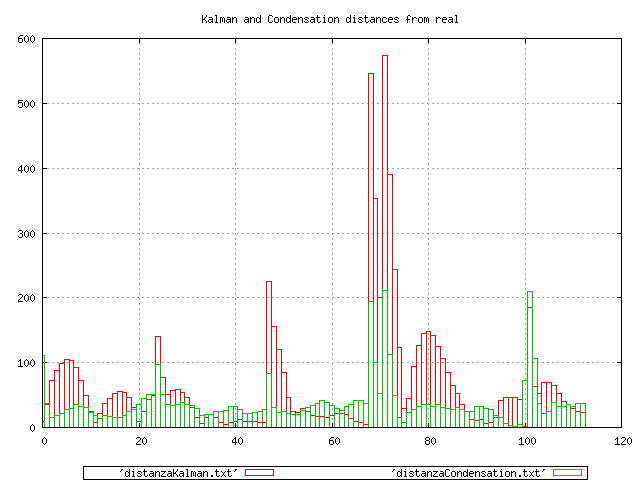 Kalman and Condensation distances from real
600
500
400
300
200
100
0
0 20 40 60 80 100 120
'distanzaKalman.txt' 'distanzaCondensation.txt'